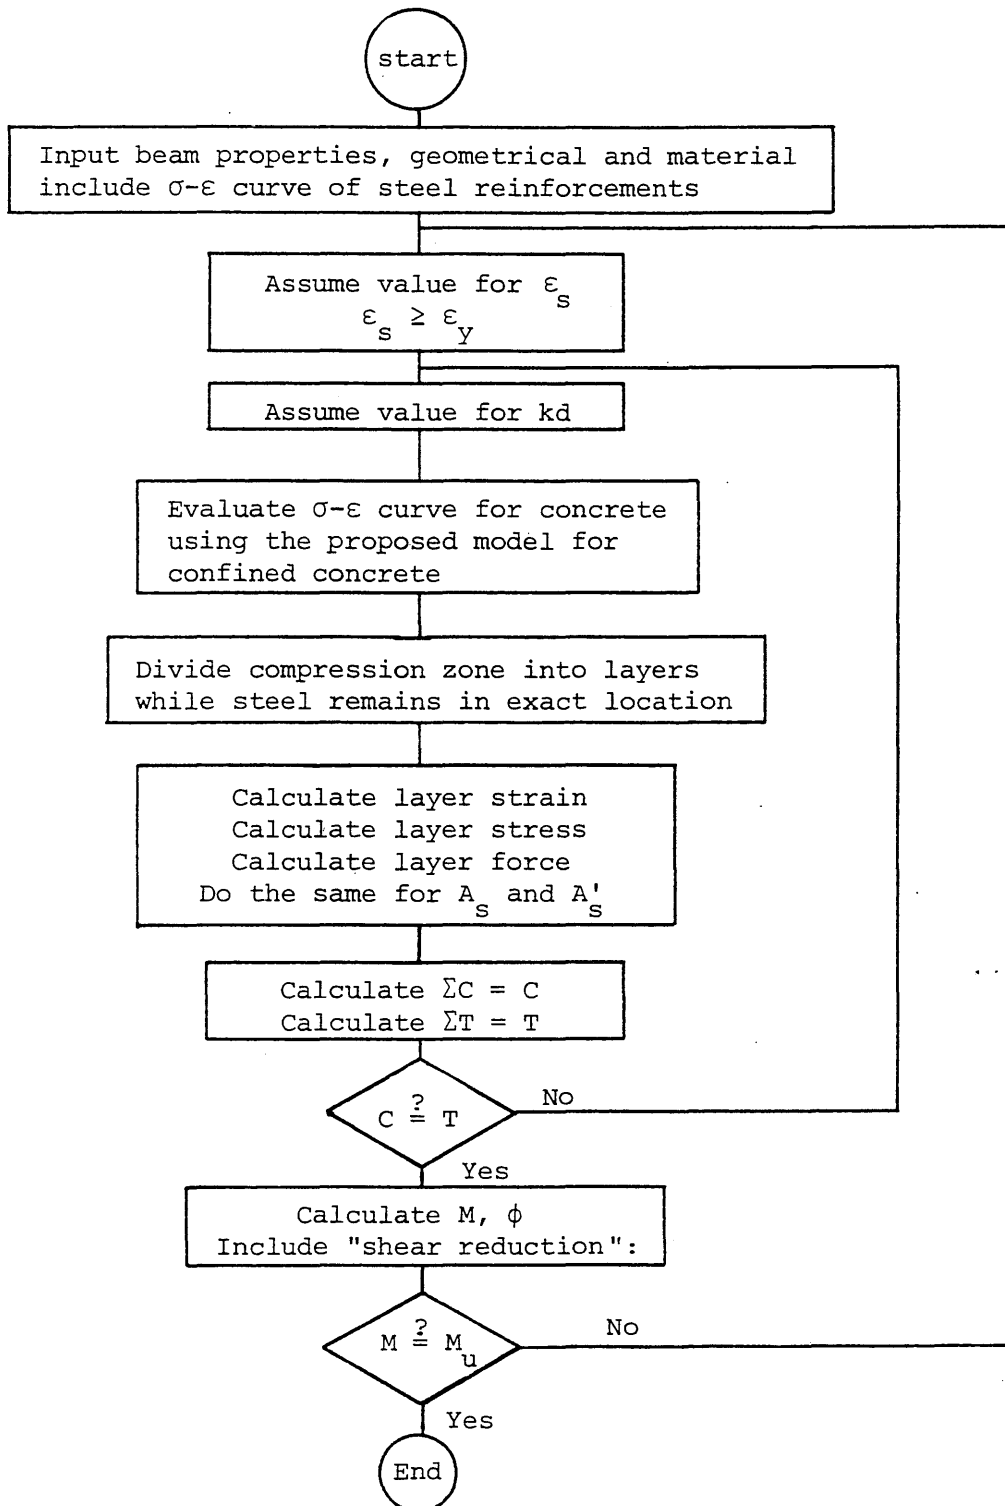 start
Input beam properties, geometrical and material
include σ-ε curve of steel reinforcements
Assume value for ε_s
ε_s ≥ ε_y
Assume value for kd
Evaluate σ-ε curve for concrete
using the proposed model for
confined concrete
Divide compression zone into layers
while steel remains in exact location
Calculate layer strain
Calculate layer stress
Calculate layer force
Do the same for A_s and A_s'
Calculate ΣC = C
Calculate ΣT = T
C ≟ T
No
Yes
Calculate M, φ
Include "shear reduction":
M ≟ M_u
No
Yes
End